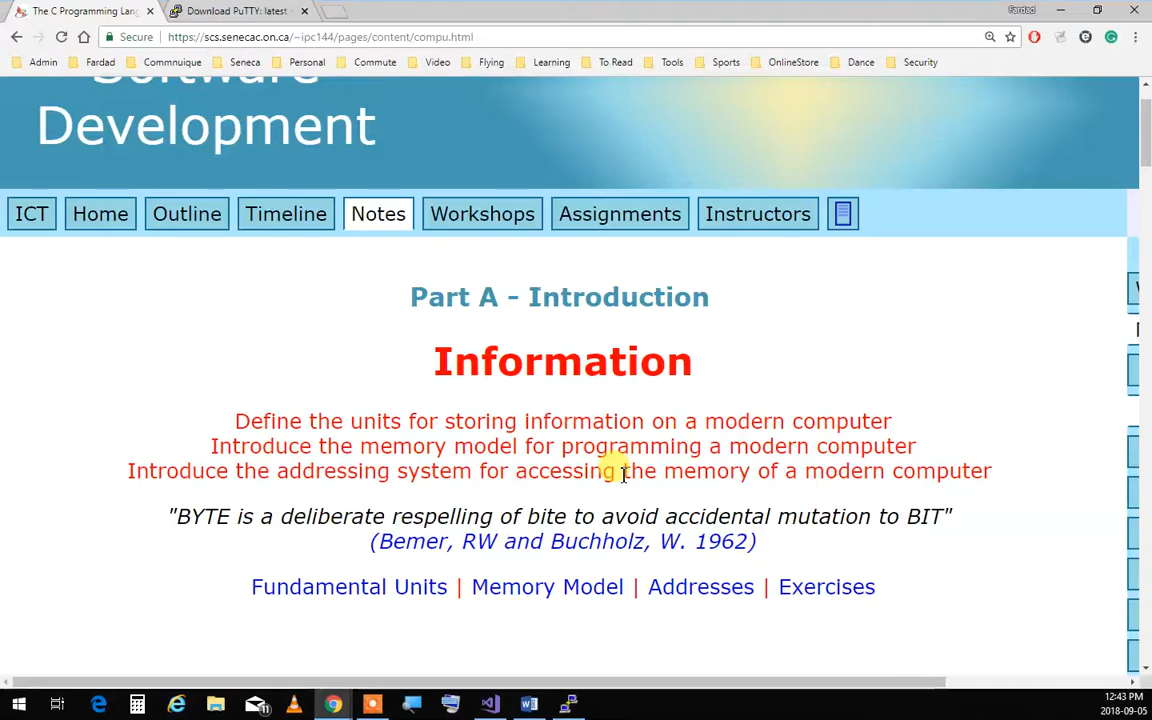 The C Programming Lang
Download PuTTY: latest
Fardad
Secure
https://scs.senecac.on.ca/~ipc144/pages/content/compu.html
Admin Fardad Commnuique Seneca Personal Commute Video Flying Learning To Read Tools Sports OnlineStore Dance Security
Software
Development
ICT Home Outline Timeline Notes Workshops Assignments Instructors
Part A - Introduction
Information
Define the units for storing information on a modern computer
Introduce the memory model for programming a modern computer
Introduce the addressing system for accessing the memory of a modern computer
"BYTE is a deliberate respelling of bite to avoid accidental mutation to BIT"
(Bemer, RW and Buchholz, W. 1962)
Fundamental Units | Memory Model | Addresses | Exercises
11
12:43 PM
2018-09-05